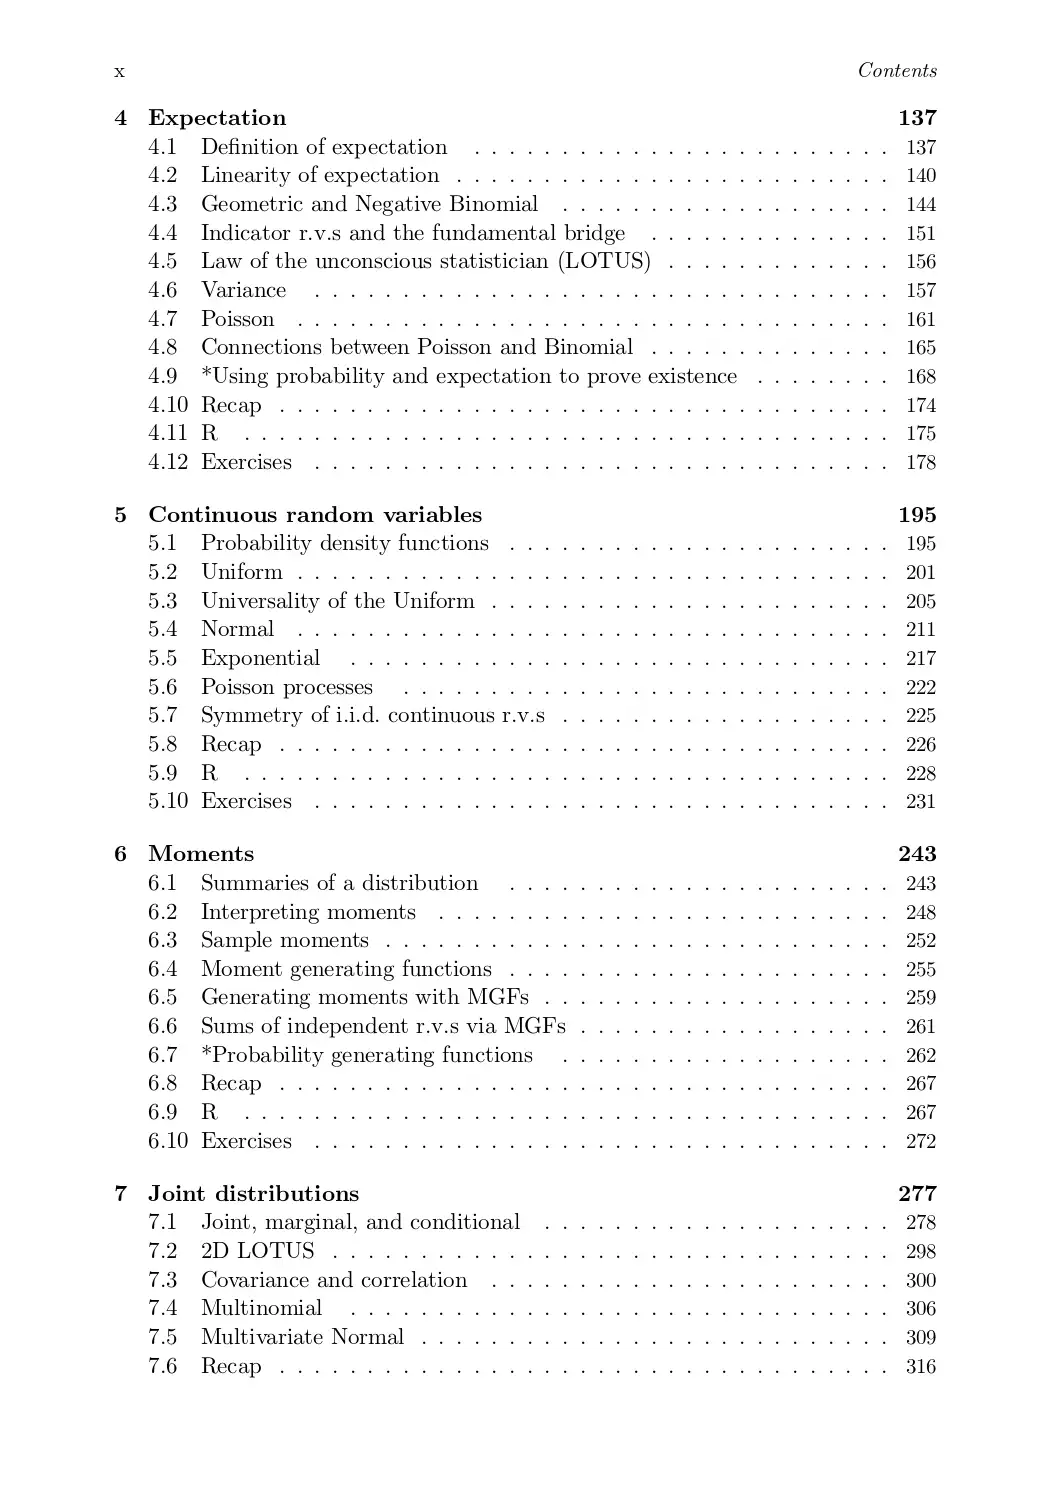 x Contents
4 Expectation 137
4.1 Definition of expectation . . . . . . . . . . . . . . . . . . . . . . . . 137
4.2 Linearity of expectation . . . . . . . . . . . . . . . . . . . . . . . . . 140
4.3 Geometric and Negative Binomial . . . . . . . . . . . . . . . . . . . 144
4.4 Indicator r.v.s and the fundamental bridge . . . . . . . . . . . . . . 151
4.5 Law of the unconscious statistician (LOTUS) . . . . . . . . . . . . . 156
4.6 Variance . . . . . . . . . . . . . . . . . . . . . . . . . . . . . . . . . 157
4.7 Poisson . . . . . . . . . . . . . . . . . . . . . . . . . . . . . . . . . . 161
4.8 Connections between Poisson and Binomial . . . . . . . . . . . . . . 165
4.9 *Using probability and expectation to prove existence . . . . . . . . 168
4.10 Recap . . . . . . . . . . . . . . . . . . . . . . . . . . . . . . . . . . . 174
4.11 R . . . . . . . . . . . . . . . . . . . . . . . . . . . . . . . . . . . . . 175
4.12 Exercises . . . . . . . . . . . . . . . . . . . . . . . . . . . . . . . . . 178
5 Continuous random variables 195
5.1 Probability density functions . . . . . . . . . . . . . . . . . . . . . . 195
5.2 Uniform . . . . . . . . . . . . . . . . . . . . . . . . . . . . . . . . . . 201
5.3 Universality of the Uniform . . . . . . . . . . . . . . . . . . . . . . . 205
5.4 Normal . . . . . . . . . . . . . . . . . . . . . . . . . . . . . . . . . . 211
5.5 Exponential . . . . . . . . . . . . . . . . . . . . . . . . . . . . . . . 217
5.6 Poisson processes . . . . . . . . . . . . . . . . . . . . . . . . . . . . 222
5.7 Symmetry of i.i.d. continuous r.v.s . . . . . . . . . . . . . . . . . . . 225
5.8 Recap . . . . . . . . . . . . . . . . . . . . . . . . . . . . . . . . . . . 226
5.9 R . . . . . . . . . . . . . . . . . . . . . . . . . . . . . . . . . . . . . 228
5.10 Exercises . . . . . . . . . . . . . . . . . . . . . . . . . . . . . . . . . 231
6 Moments 243
6.1 Summaries of a distribution . . . . . . . . . . . . . . . . . . . . . . 243
6.2 Interpreting moments . . . . . . . . . . . . . . . . . . . . . . . . . . 248
6.3 Sample moments . . . . . . . . . . . . . . . . . . . . . . . . . . . . . 252
6.4 Moment generating functions . . . . . . . . . . . . . . . . . . . . . . 255
6.5 Generating moments with MGFs . . . . . . . . . . . . . . . . . . . . 259
6.6 Sums of independent r.v.s via MGFs . . . . . . . . . . . . . . . . . . 261
6.7 *Probability generating functions . . . . . . . . . . . . . . . . . . . 262
6.8 Recap . . . . . . . . . . . . . . . . . . . . . . . . . . . . . . . . . . . 267
6.9 R . . . . . . . . . . . . . . . . . . . . . . . . . . . . . . . . . . . . . 267
6.10 Exercises . . . . . . . . . . . . . . . . . . . . . . . . . . . . . . . . . 272
7 Joint distributions 277
7.1 Joint, marginal, and conditional . . . . . . . . . . . . . . . . . . . . 278
7.2 2D LOTUS . . . . . . . . . . . . . . . . . . . . . . . . . . . . . . . . 298
7.3 Covariance and correlation . . . . . . . . . . . . . . . . . . . . . . . 300
7.4 Multinomial . . . . . . . . . . . . . . . . . . . . . . . . . . . . . . . 306
7.5 Multivariate Normal . . . . . . . . . . . . . . . . . . . . . . . . . . . 309
7.6 Recap . . . . . . . . . . . . . . . . . . . . . . . . . . . . . . . . . . . 316